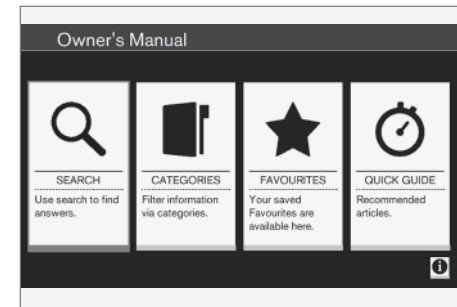 Owner's Manual
SEARCH
Use search to find
answers.
CATEGORIES
Filter information
via categories.
FAVOURITES
Your saved
Favourites are
available here.
QUICK GUIDE
Recommended
articles.
i